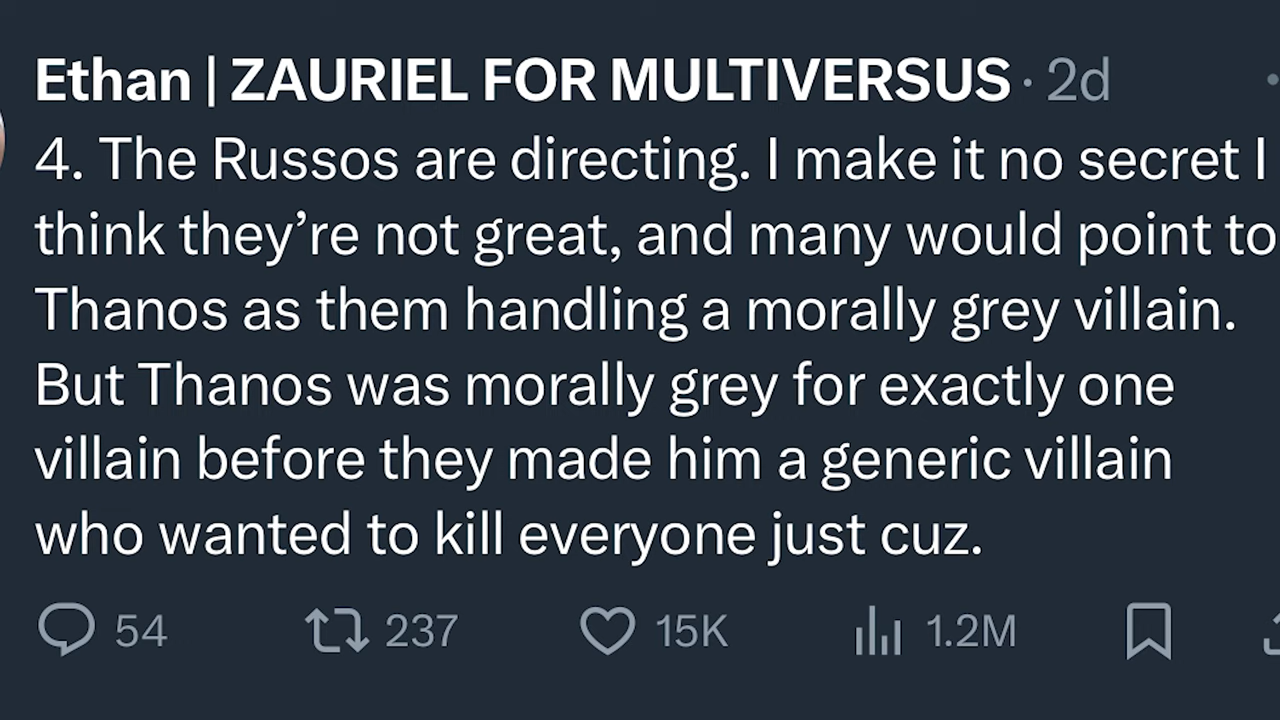 Ethan | ZAURIEL FOR MULTIVERSUS · 2d
4. The Russos are directing. I make it no secret I
think they’re not great, and many would point to
Thanos as them handling a morally grey villain.
But Thanos was morally grey for exactly one
villain before they made him a generic villain
who wanted to kill everyone just cuz.
54 237 15K 1.2M